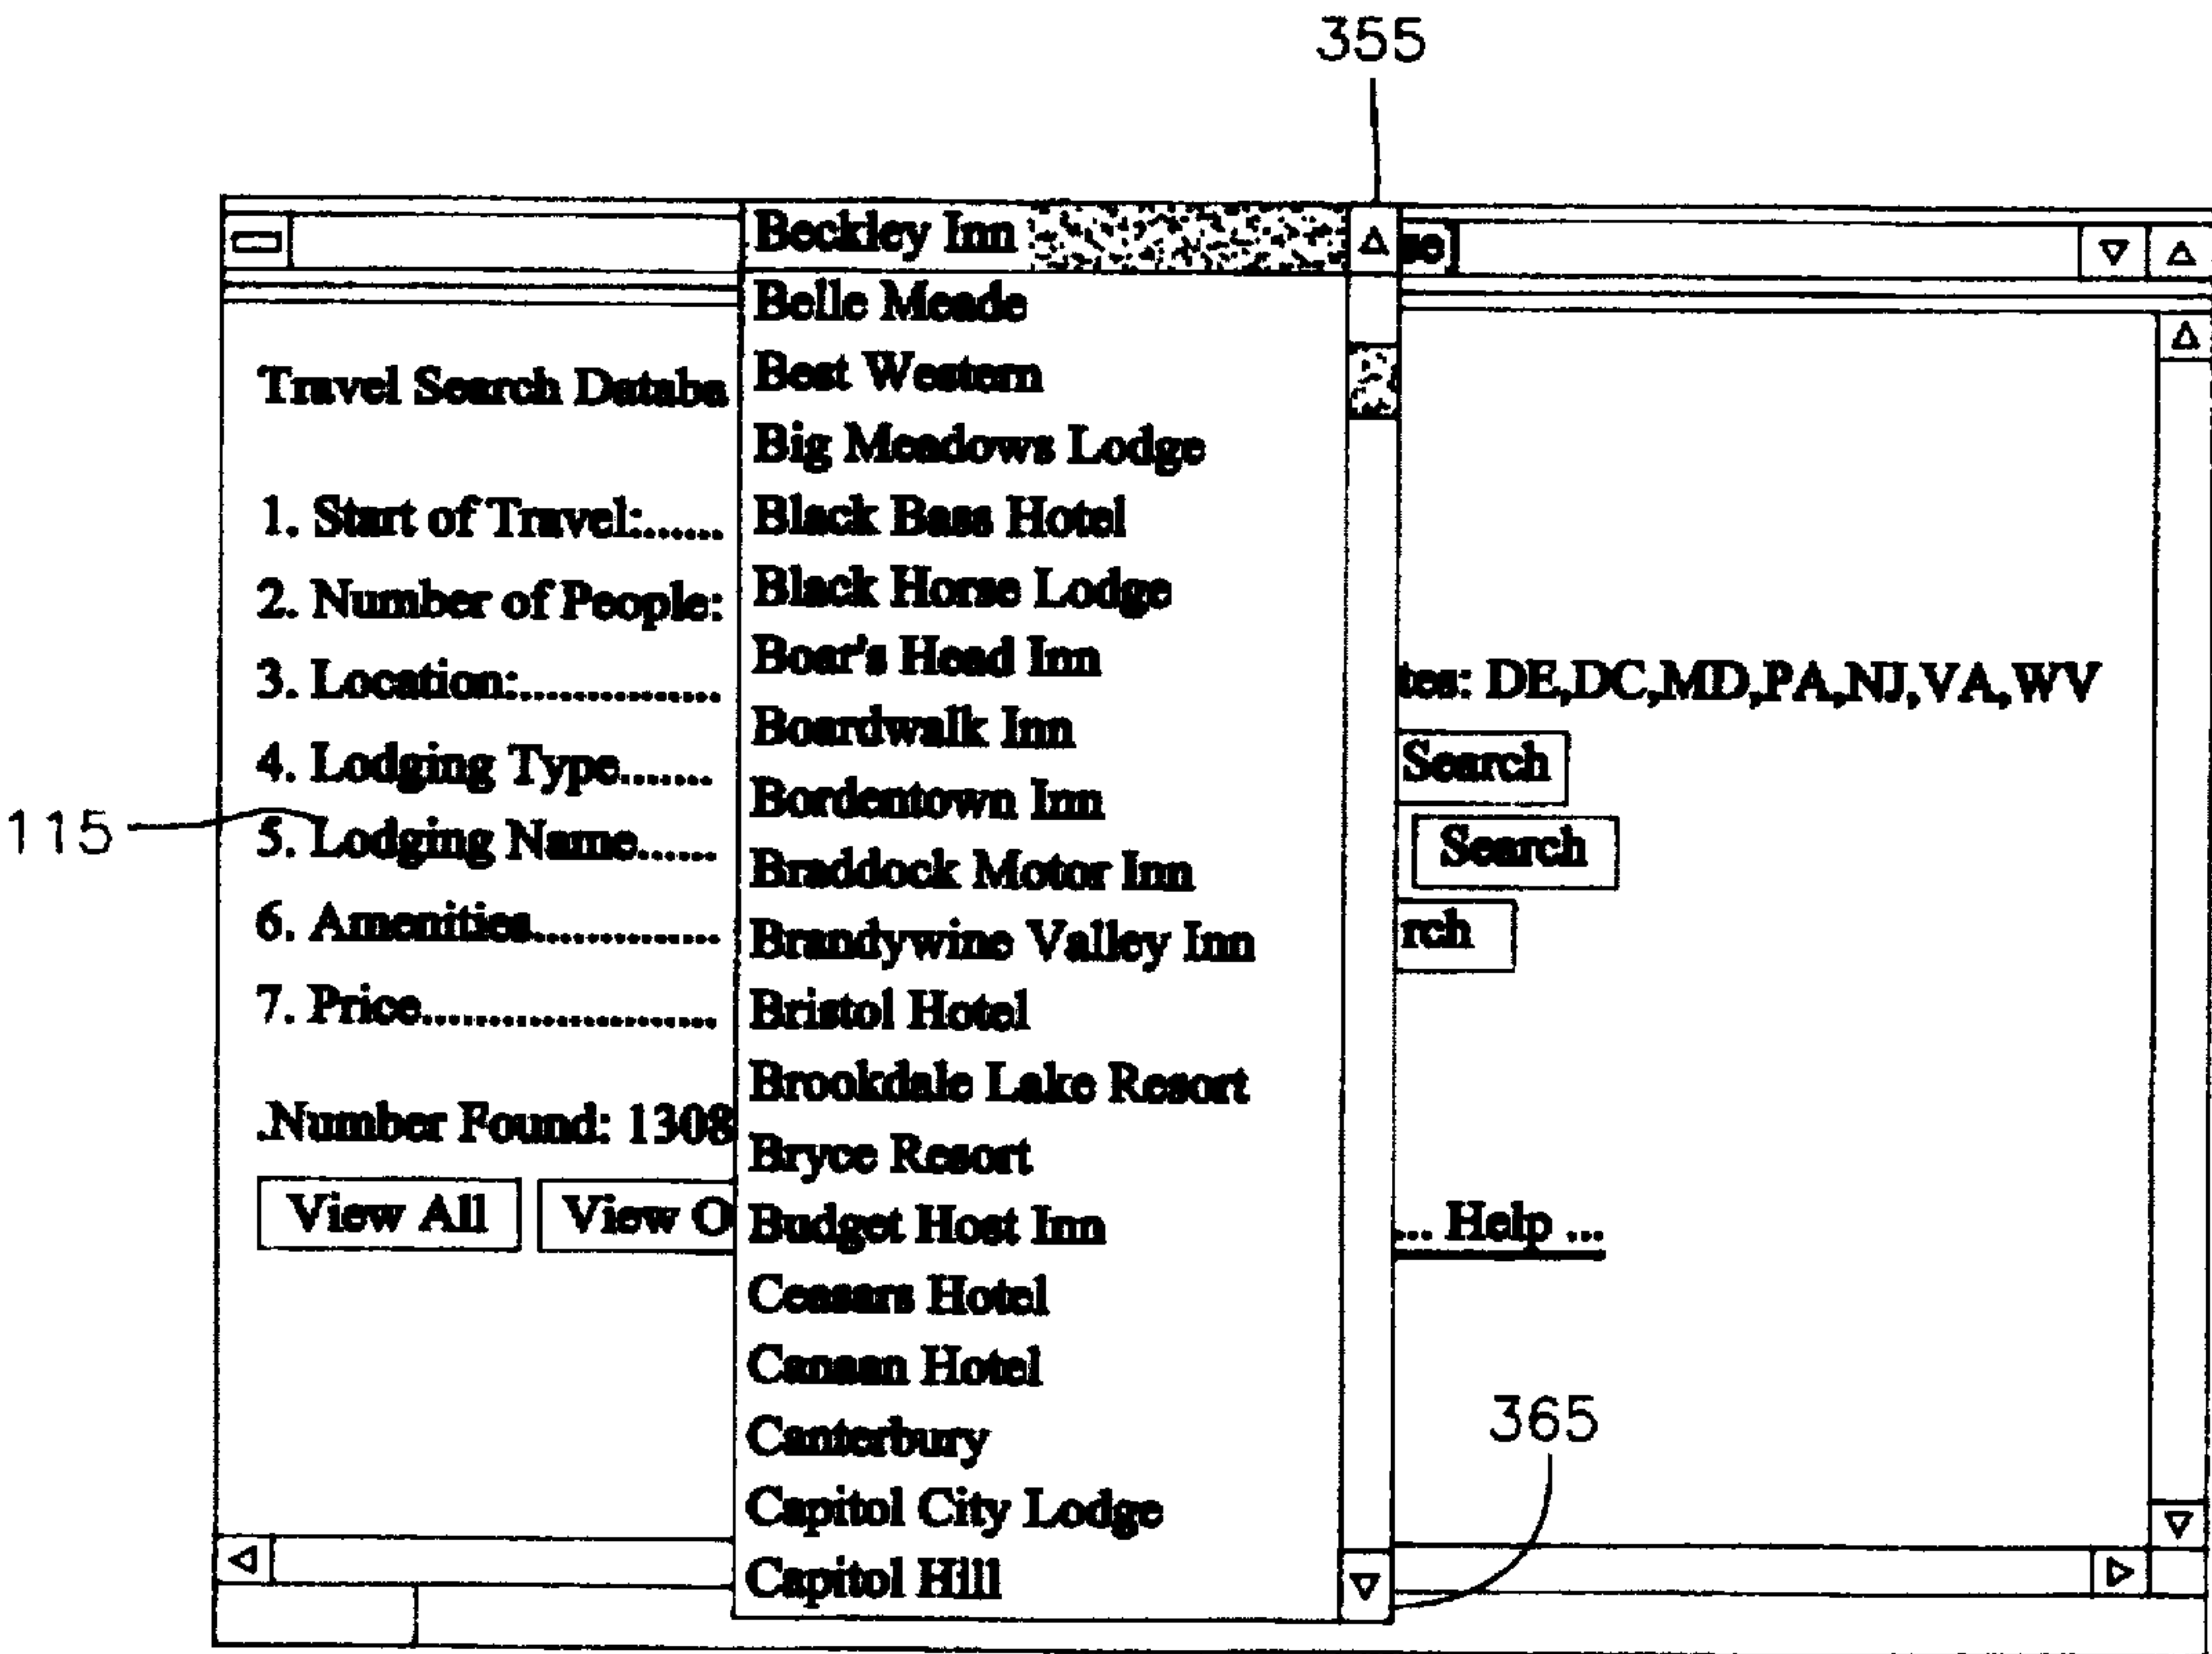 355
Beckley Inn
se]
Belle Meade
Travel Search Databa
Best Western
Big Meadows Lodge
1. Start of Travel:.......
Black Bass Hotel
2. Number of People:
Black Horse Lodge
Boar's Head Inn
3. Location:...............
tes: DE,DC,MD,PA,NJ,VA,WV
Boardwalk Inn
4. Lodging Type.......
Search
Bordentown Inn
115
5. Lodging Name......
Search
Braddock Motor Inn
6. Amenities..............
rch
Brandywine Valley Inn
7. Price......................
Bristol Hotel
Brookdale Lake Resort
.Number Found: 1308
Bryce Resort
View All
View O
Budget Host Inn
... Help ...
Ceasars Hotel
Canaan Hotel
365
Canterbury
Capitol City Lodge
Capitol Hill